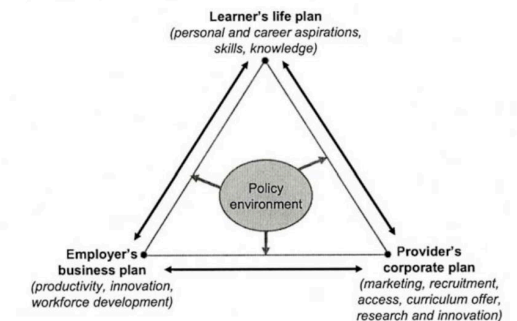 Learner's life plan
(personal and career aspirations,
skills, knowledge)
Policy
environment
Employer's
business plan
(productivity, innovation,
workforce development)
Provider's
corporate plan
(marketing, recruitment,
access, curriculum offer,
research and innovation)